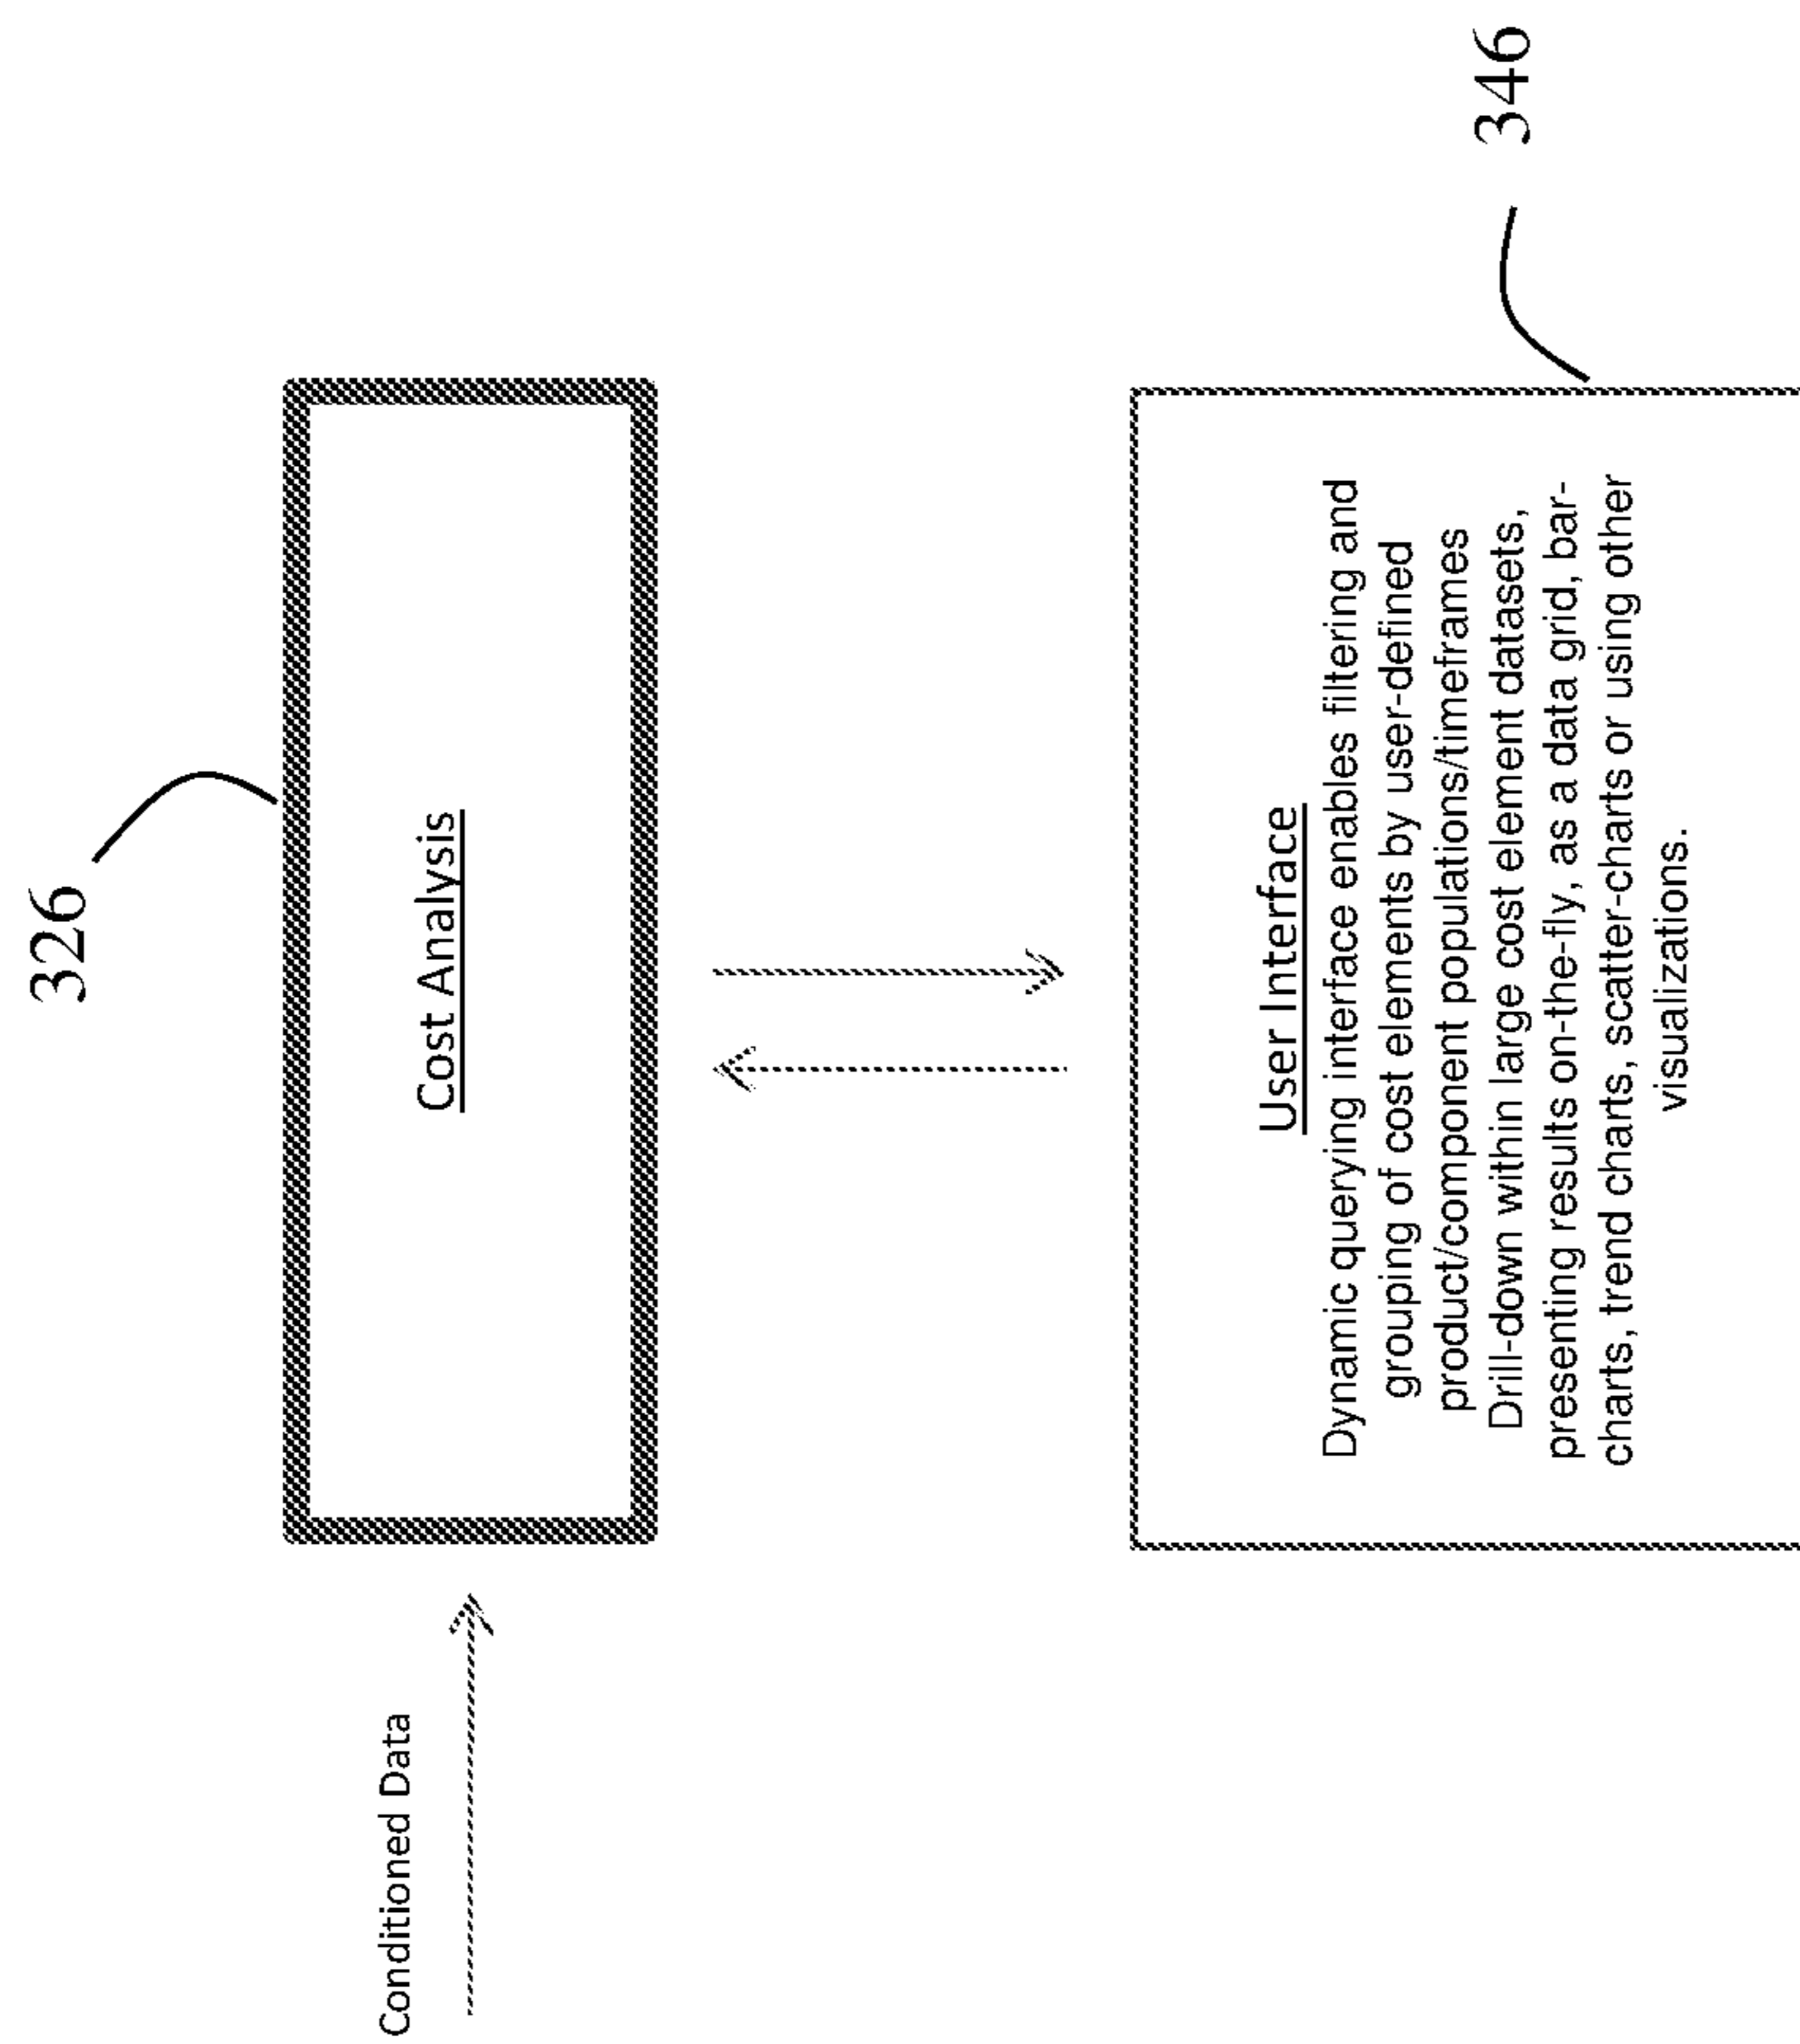 326
Cost Analysis
Conditioned Data
346
User Interface
Dynamic querying interface enables filtering and
grouping of cost elements by user-defined
product/component populations/timeframes
Drill-down within large cost element datasets,
presenting results on-the-fly, as a data grid, bar-
charts, trend charts, scatter-charts or using other
visualizations.